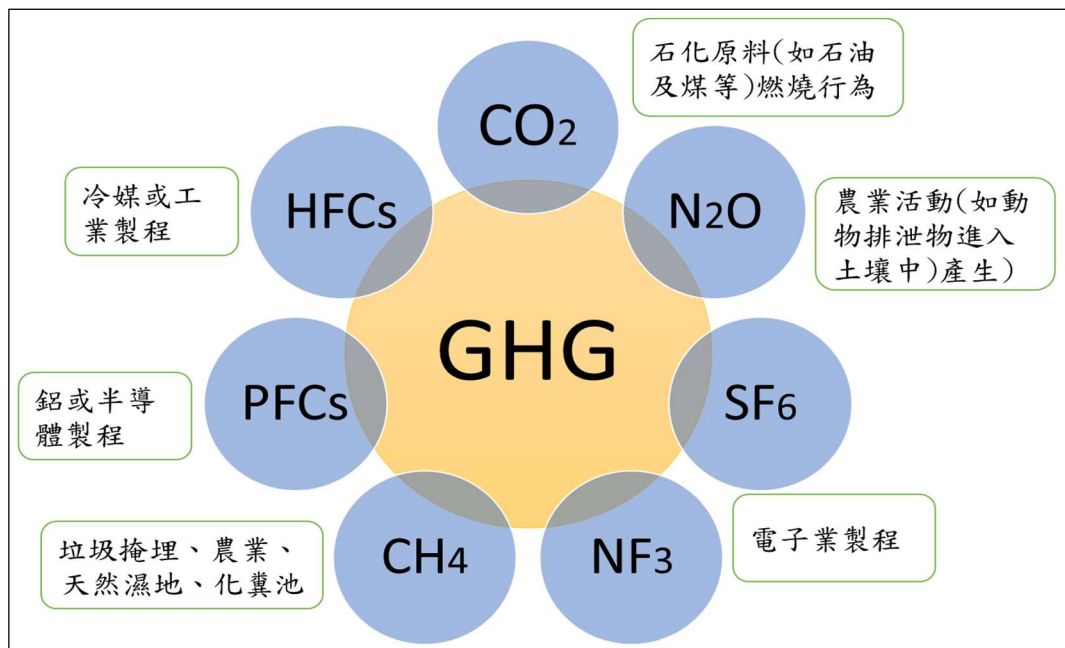 石化原料(如石油
及煤等)燃燒行為
CO2
HFCs
N2O
冷媒或工
業製程
農業活動(如動
物排泄物進入
土壤中)產生)
GHG
PFCs
SF6
鋁或半導
體製程
CH4
NF3
垃圾掩埋、農業、
天然濕地、化糞池
電子業製程